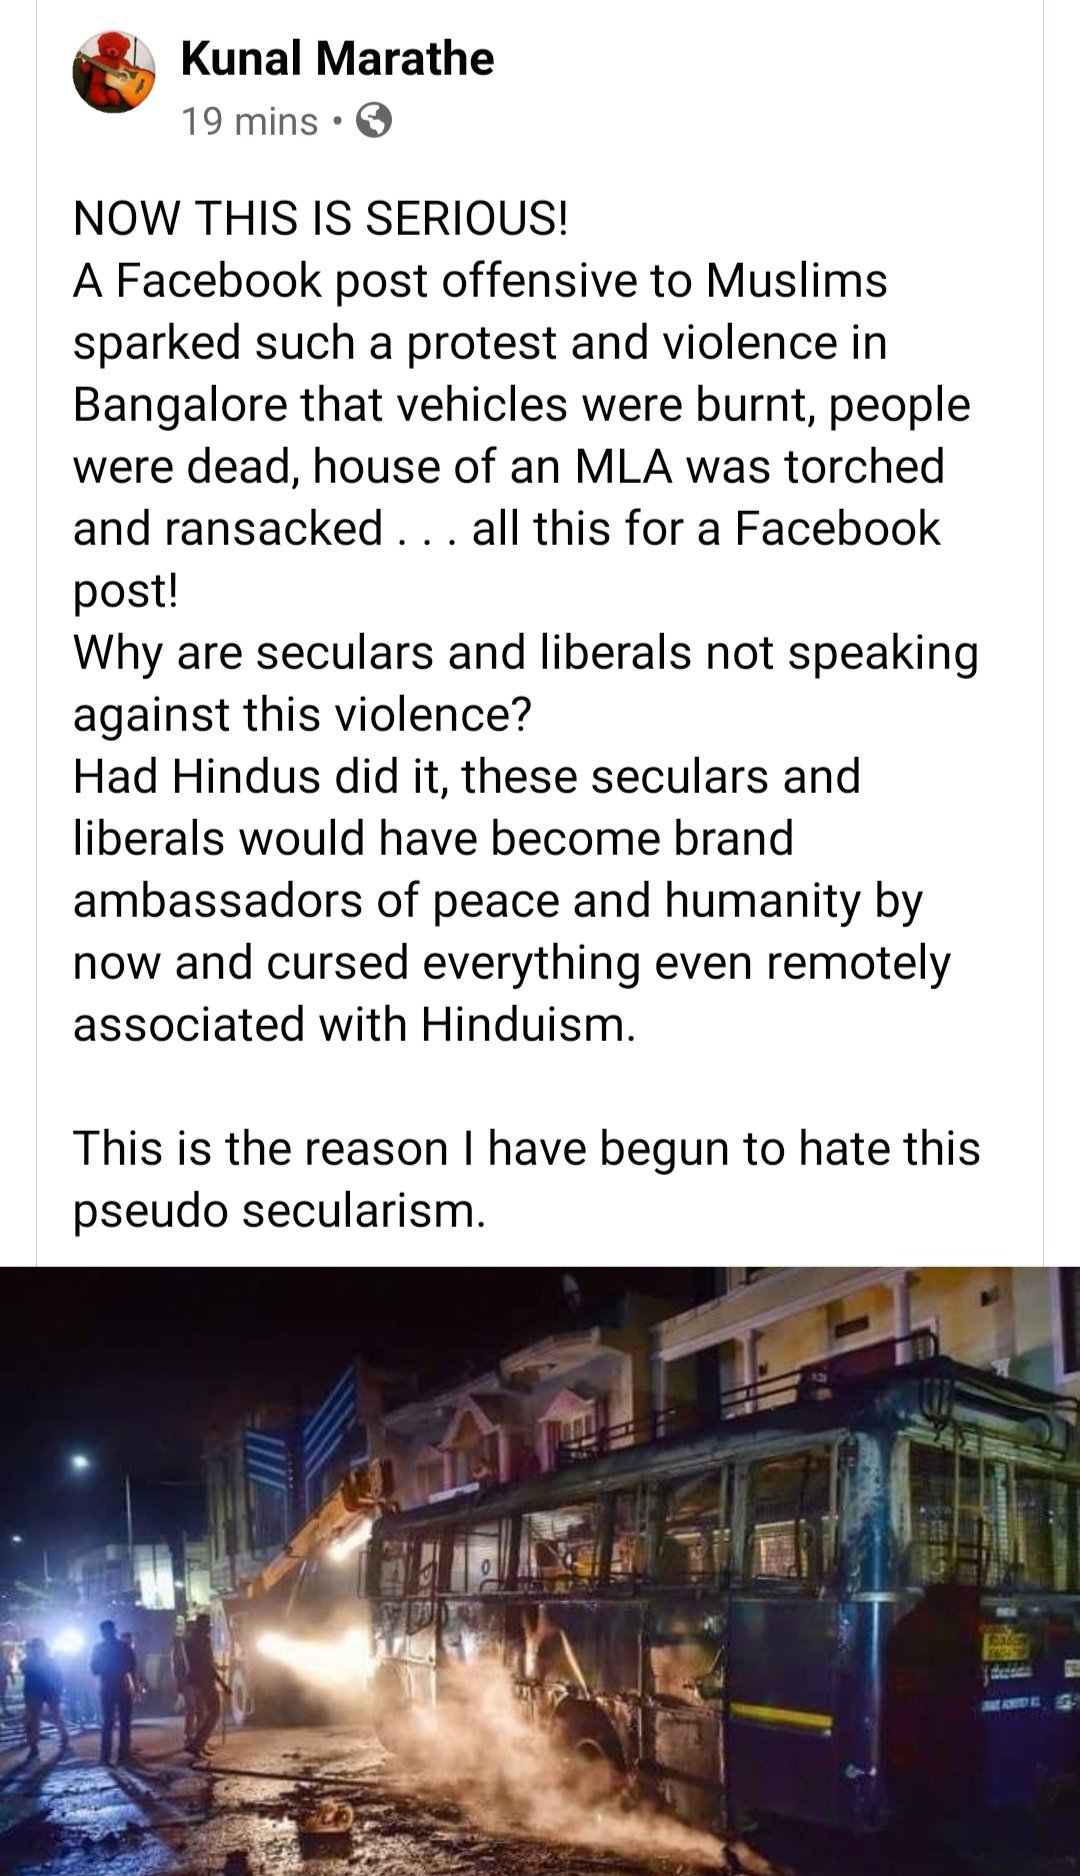 Kunal Marathe
19 mins •
NOW THIS IS SERIOUS!
A Facebook post offensive to Muslims
sparked such a protest and violence in
Bangalore that vehicles were burnt, people
were dead, house of an MLA was torched
and ransacked . . . all this for a Facebook
post!
Why are seculars and liberals not speaking
against this violence?
Had Hindus did it, these seculars and
liberals would have become brand
ambassadors of peace and humanity by
now and cursed everything even remotely
associated with Hinduism.
This is the reason I have begun to hate this
pseudo secularism.